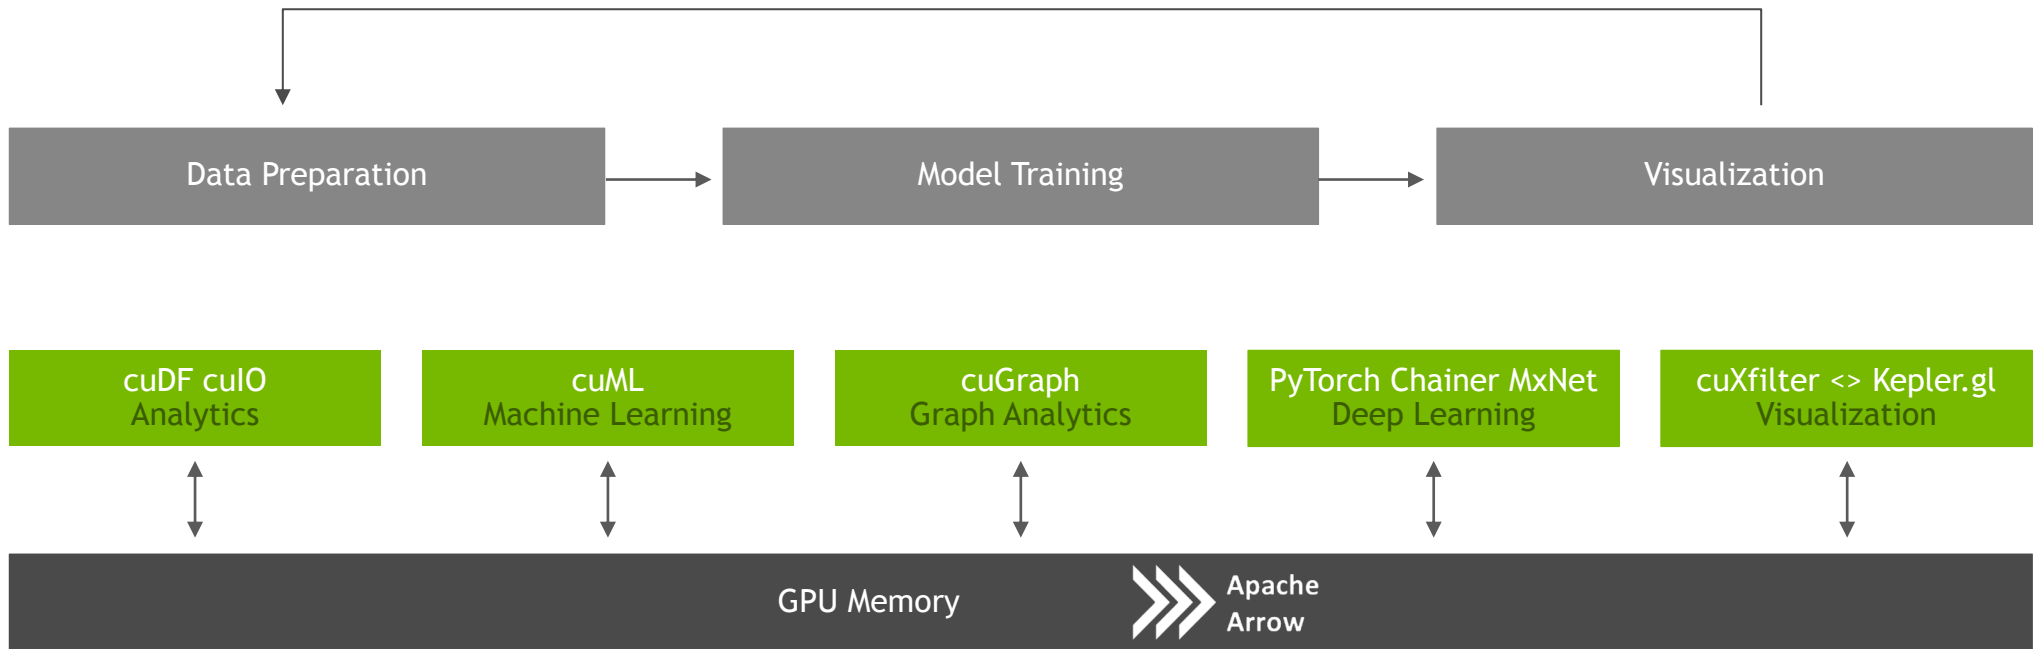 Data Preparation
Model Training
Visualization
cuDF cuIO
Analytics
cuML
Machine Learning
cuGraph
Graph Analytics
PyTorch Chainer MxNet
Deep Learning
cuXfilter <> Kepler.gl
Visualization
GPU Memory
Apache
Arrow